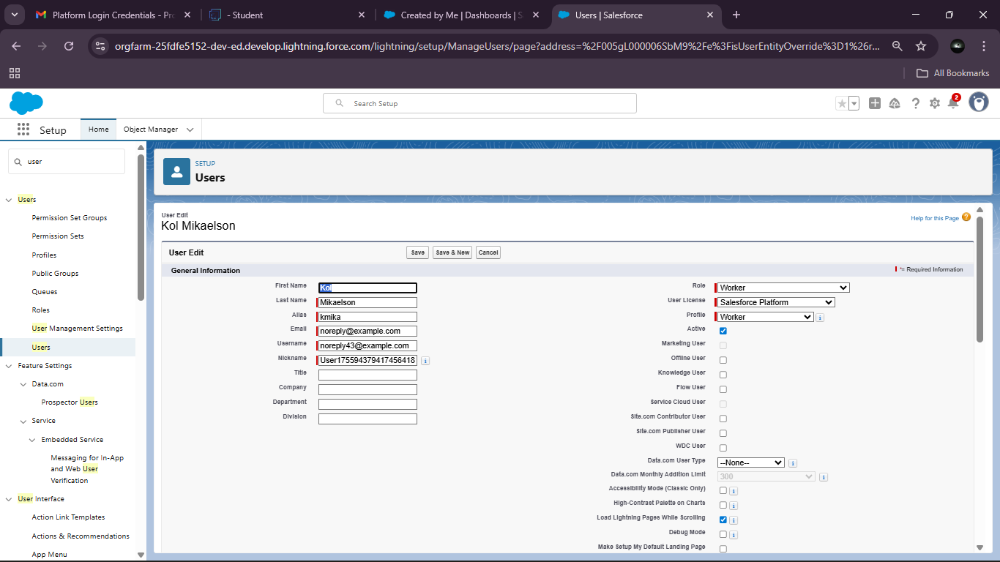 Platform Login Credentials - Pro
- Student
Created by Me | Dashboards | S
Users | Salesforce
orgfarm-25fdfe5152-dev-ed.develop.lightning.force.com/lightning/setup/ManageUsers/page?address=%2F005gL000006SbM9%2Fe%3FisUserEntityOverride%3D1%26r...
All Bookmarks
Search Setup
2
Setup
Home
Object Manager
user
Users
Permission Set Groups
Permission Sets
Profiles
Public Groups
Queues
Roles
User Management Settings
Users
Feature Settings
Data.com
Prospector Users
Service
Embedded Service
Messaging for In-App
and Web User
Verification
User Interface
Action Link Templates
Actions & Recommendations
App Menu
SETUP
Users
User Edit
Kol Mikaelson
Help for this Page ?
User Edit
Save
Save & New
Cancel
General Information
*= Required Information
First Name Kol
Last Name Mikaelson
Alias kmika
Email noreply@example.com
Username noreply43@example.com
Nickname User175594379417456418 i
Title
Company
Department
Division
Role Worker
User License Salesforce Platform
Profile Worker i
Active
Marketing User
Offline User
Knowledge User
Flow User
Service Cloud User
Site.com Contributor User
Site.com Publisher User
WDC User
Data.com User Type --None-- i
Data.com Monthly Addition Limit 300 i
Accessibility Mode (Classic Only) i
High-Contrast Palette on Charts i
Load Lightning Pages While Scrolling i
Debug Mode i
Make Setup My Default Landing Page